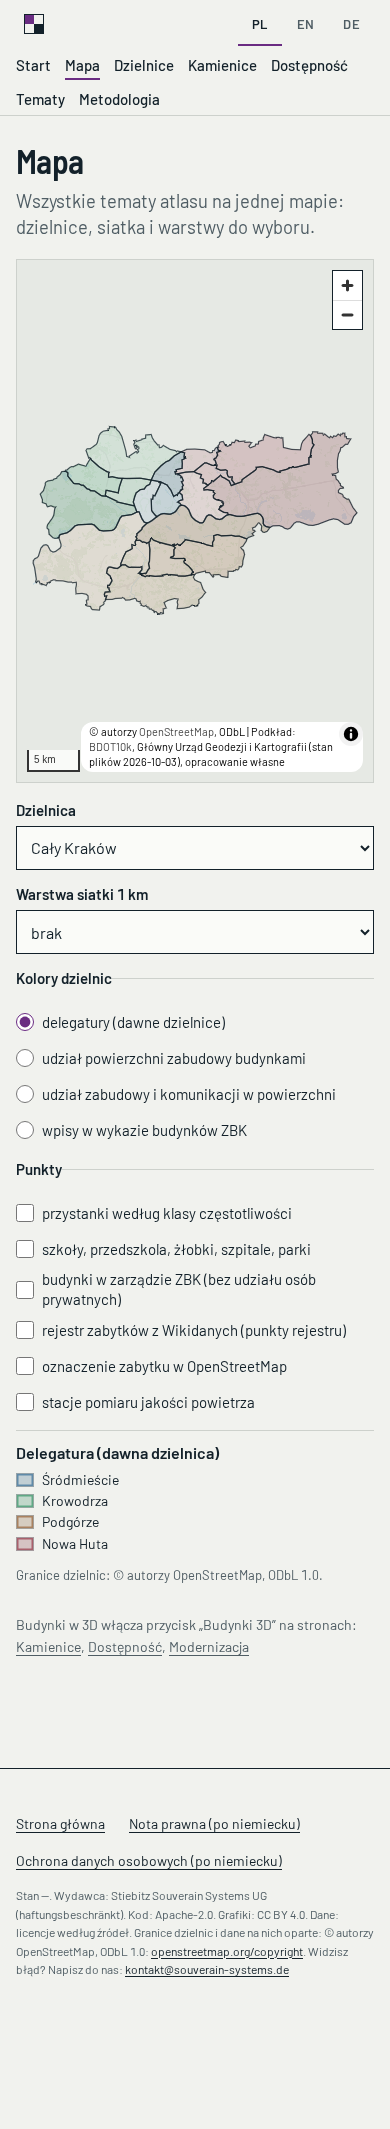 PL EN DE
Start Mapa Dzielnice Kamienice Dostępność
Tematy Metodologia
Mapa
Wszystkie tematy atlasu na jednej mapie:
dzielnice, siatka i warstwy do wyboru.
© autorzy OpenStreetMap, ODbL | Podkład:
BDOT10k, Główny Urząd Geodezji i Kartografii (stan
plików 2026-10-03), opracowanie własne
5 km
Dzielnica
Cały Kraków
Warstwa siatki 1 km
brak
Kolory dzielnic
delegatury (dawne dzielnice)
udział powierzchni zabudowy budynkami
udział zabudowy i komunikacji w powierzchni
wpisy w wykazie budynków ZBK
Punkty
przystanki według klasy częstotliwości
szkoły, przedszkola, żłobki, szpitale, parki
budynki w zarządzie ZBK (bez udziału osób
prywatnych)
rejestr zabytków z Wikidanych (punkty rejestru)
oznaczenie zabytku w OpenStreetMap
stacje pomiaru jakości powietrza
Delegatura (dawna dzielnica)
Śródmieście
Krowodrza
Podgórze
Nowa Huta
Granice dzielnic: © autorzy OpenStreetMap, ODbL 1.0.
Budynki w 3D włącza przycisk „Budynki 3D” na stronach:
Kamienice, Dostępność, Modernizacja
Strona główna Nota prawna (po niemiecku)
Ochrona danych osobowych (po niemiecku)
Stan —. Wydawca: Stiebitz Souverain Systems UG
(haftungsbeschränkt). Kod: Apache-2.0. Grafiki: CC BY 4.0. Dane:
licencje według źródeł. Granice dzielnic i dane na nich oparte: © autorzy
OpenStreetMap, ODbL 1.0: openstreetmap.org/copyright. Widzisz
błąd? Napisz do nas: kontakt@souverain-systems.de